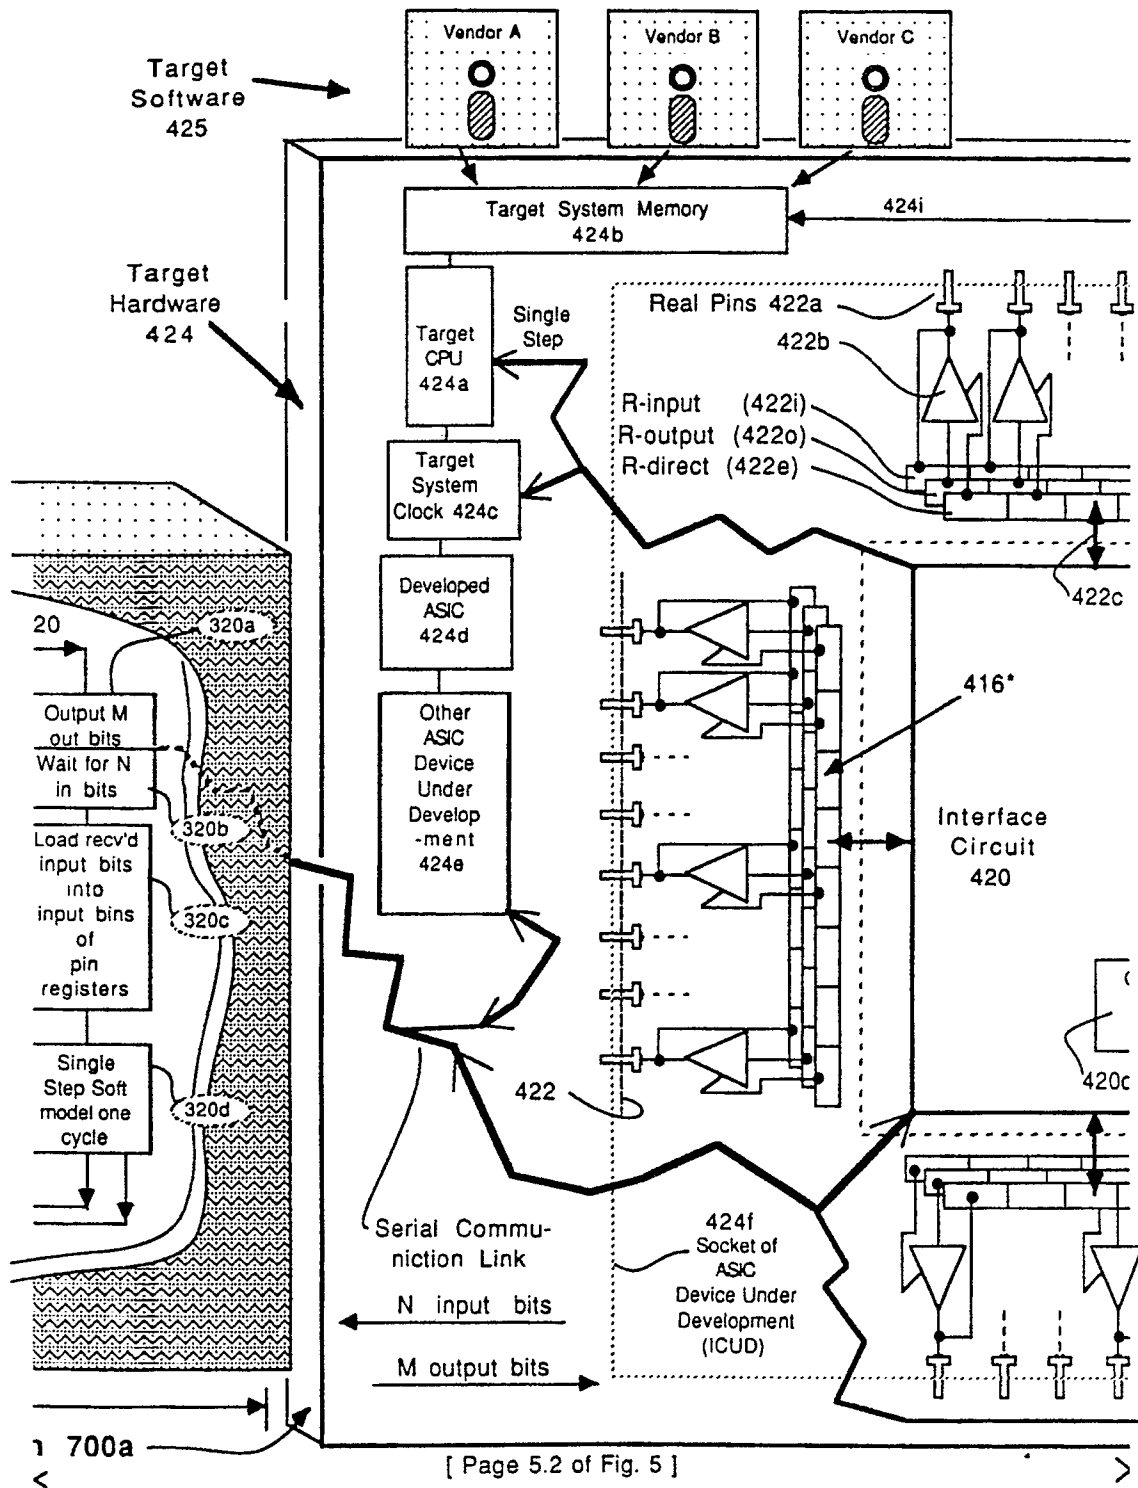 Vendor A
Vendor B
Vendor C
Target
Software
425
Target System Memory
424b
424i
Target
Hardware
424
Target
CPU
424a
Single
Step
Real Pins 422a
422b
R-input (422i)
R-output (422o)
R-direct (422e)
Target
System
Clock 424c
422c
Developed
ASIC
424d
20
320a
Output M
out bits
Wait for N
in bits
320b
Other
ASIC
Device
Under
Develop
-ment
424e
416*
Interface
Circuit
420
Load recv'd
input bits
into
input bins
of
pin
registers
320c
Single
Step Soft
model one
cycle
320d
422
420c
Serial Commu-
niction Link
N input bits
M output bits
424f
Socket of
ASIC
Device Under
Development
(ICUD)
700a
[ Page 5.2 of Fig. 5 ]